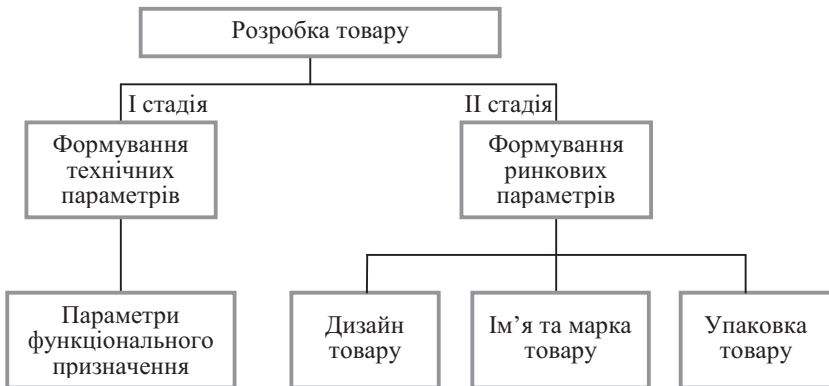 Розробка товару
І стадія
ІІ стадія
Формування
технічних
параметрів
Формування
ринкових
параметрів
Параметри
функціонального
призначення
Дизайн
товару
Ім’я та марка
товару
Упаковка
товару